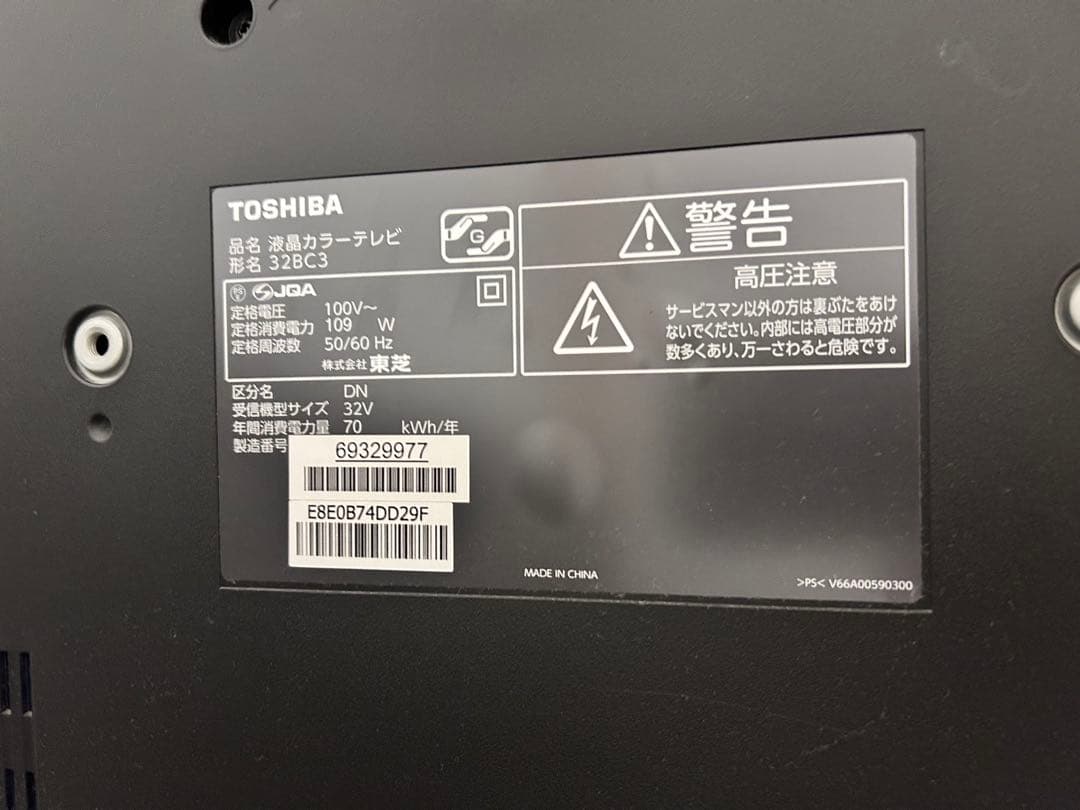 TOSHIBA
品名 液晶カラーテレビ
形名 32BC3
G
PS E JQA
定格電圧 100V～
定格消費電力 109 W
定格周波数 50/60 Hz
株式会社 東芝
区分名 DN
受信機型サイズ 32V
年間消費電力量 70 kWh/年
製造番号
69329977
E8E0B74DD29F
警告
高圧注意
サービスマン以外の方は裏ぶたをあけ
ないでください。内部には高電圧部分が
数多くあり、万一さわると危険です。
MADE IN CHINA
>PS< V66A00590300